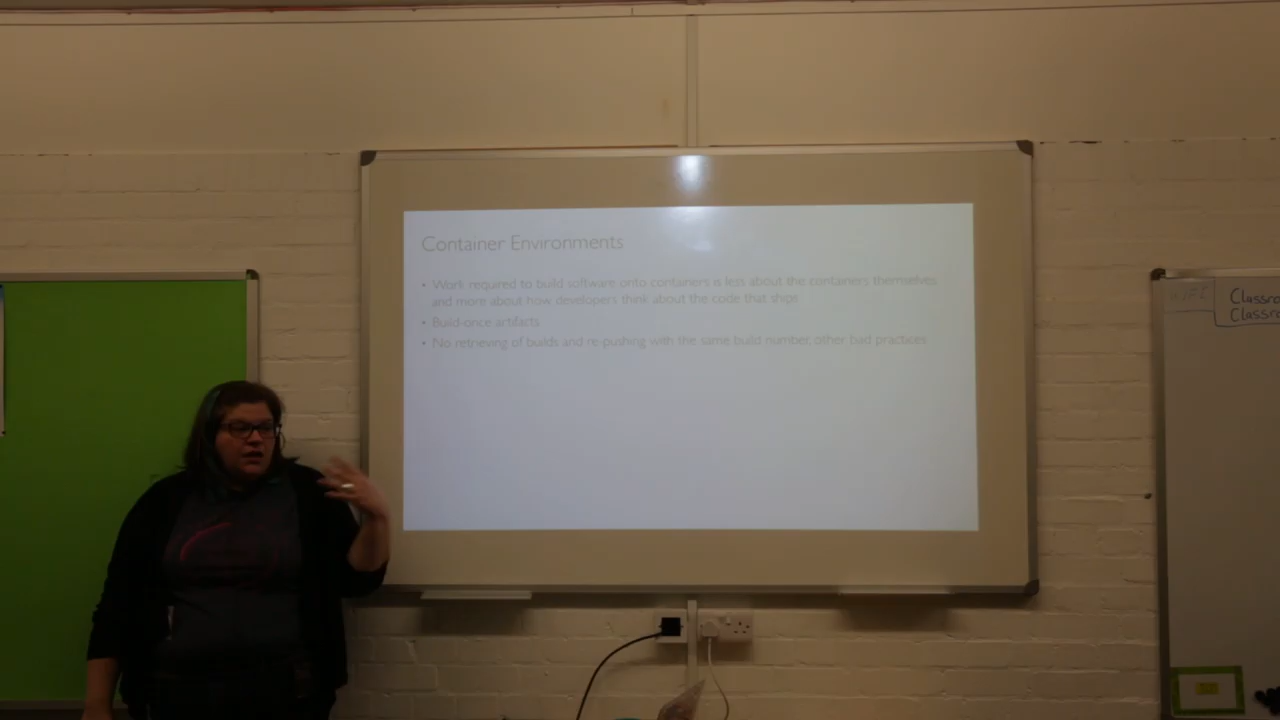 Container Environments
• Work required to build software onto containers is less about the containers themselves,
and more about how developers think about the code that ships
• Build-once artifacts
• No retrieving of builds and re-pushing with the same build number, other bad practices
Classro
Classro